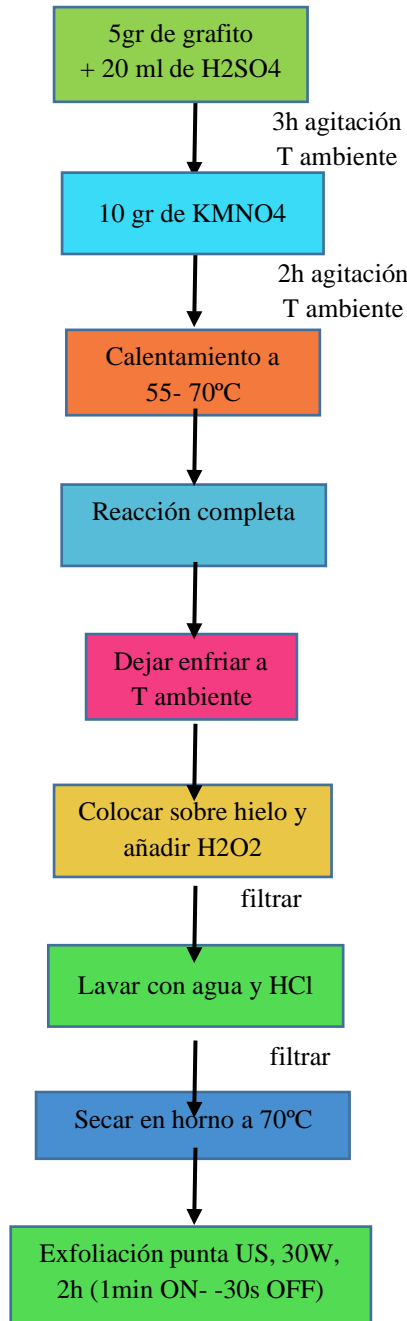 5gr de grafito
+ 20 ml de H2SO4
3h agitación
T ambiente
10 gr de KMNO4
2h agitación
T ambiente
Calentamiento a
55- 70ºC
Reacción completa
Dejar enfriar a
T ambiente
Colocar sobre hielo y
añadir H2O2
filtrar
Lavar con agua y HCl
filtrar
Secar en horno a 70ºC
Exfoliación punta US, 30W,
2h (1min ON- -30s OFF)